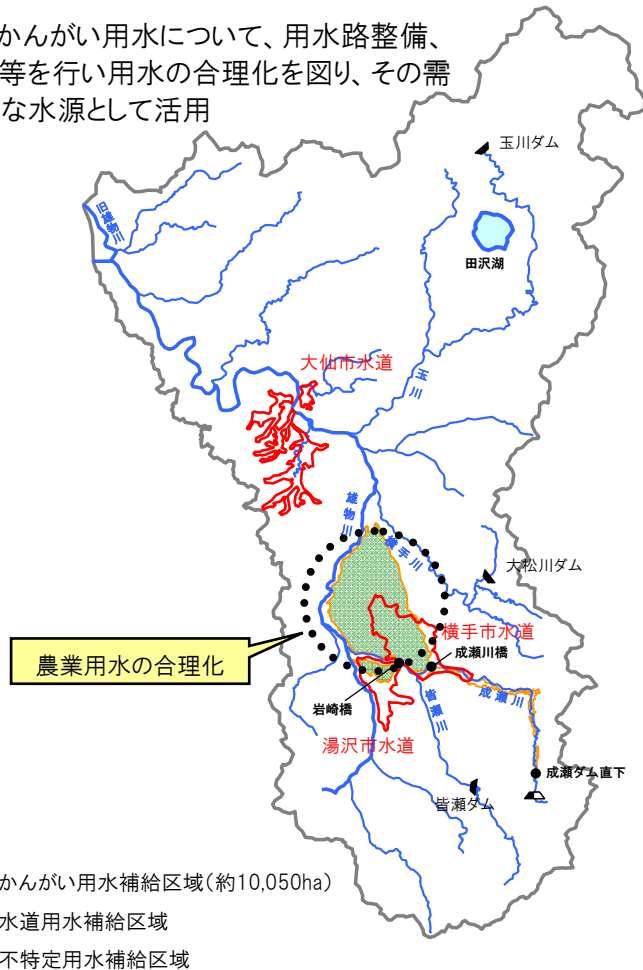 かんがい用水について、用水路整備、
等を行い用水の合理化を図り、その需
な水源として活用
玉川ダム
旧雄物川
田沢湖
大仙市水道
玉川
雄物川
横手川
大松川ダム
横手市水道
農業用水の合理化
成瀬川橋
岩崎橋
皆瀬川
成瀬川
湯沢市水道
成瀬ダム直下
皆瀬ダム
かんがい用水補給区域(約10,050ha)
水道用水補給区域
不特定用水補給区域